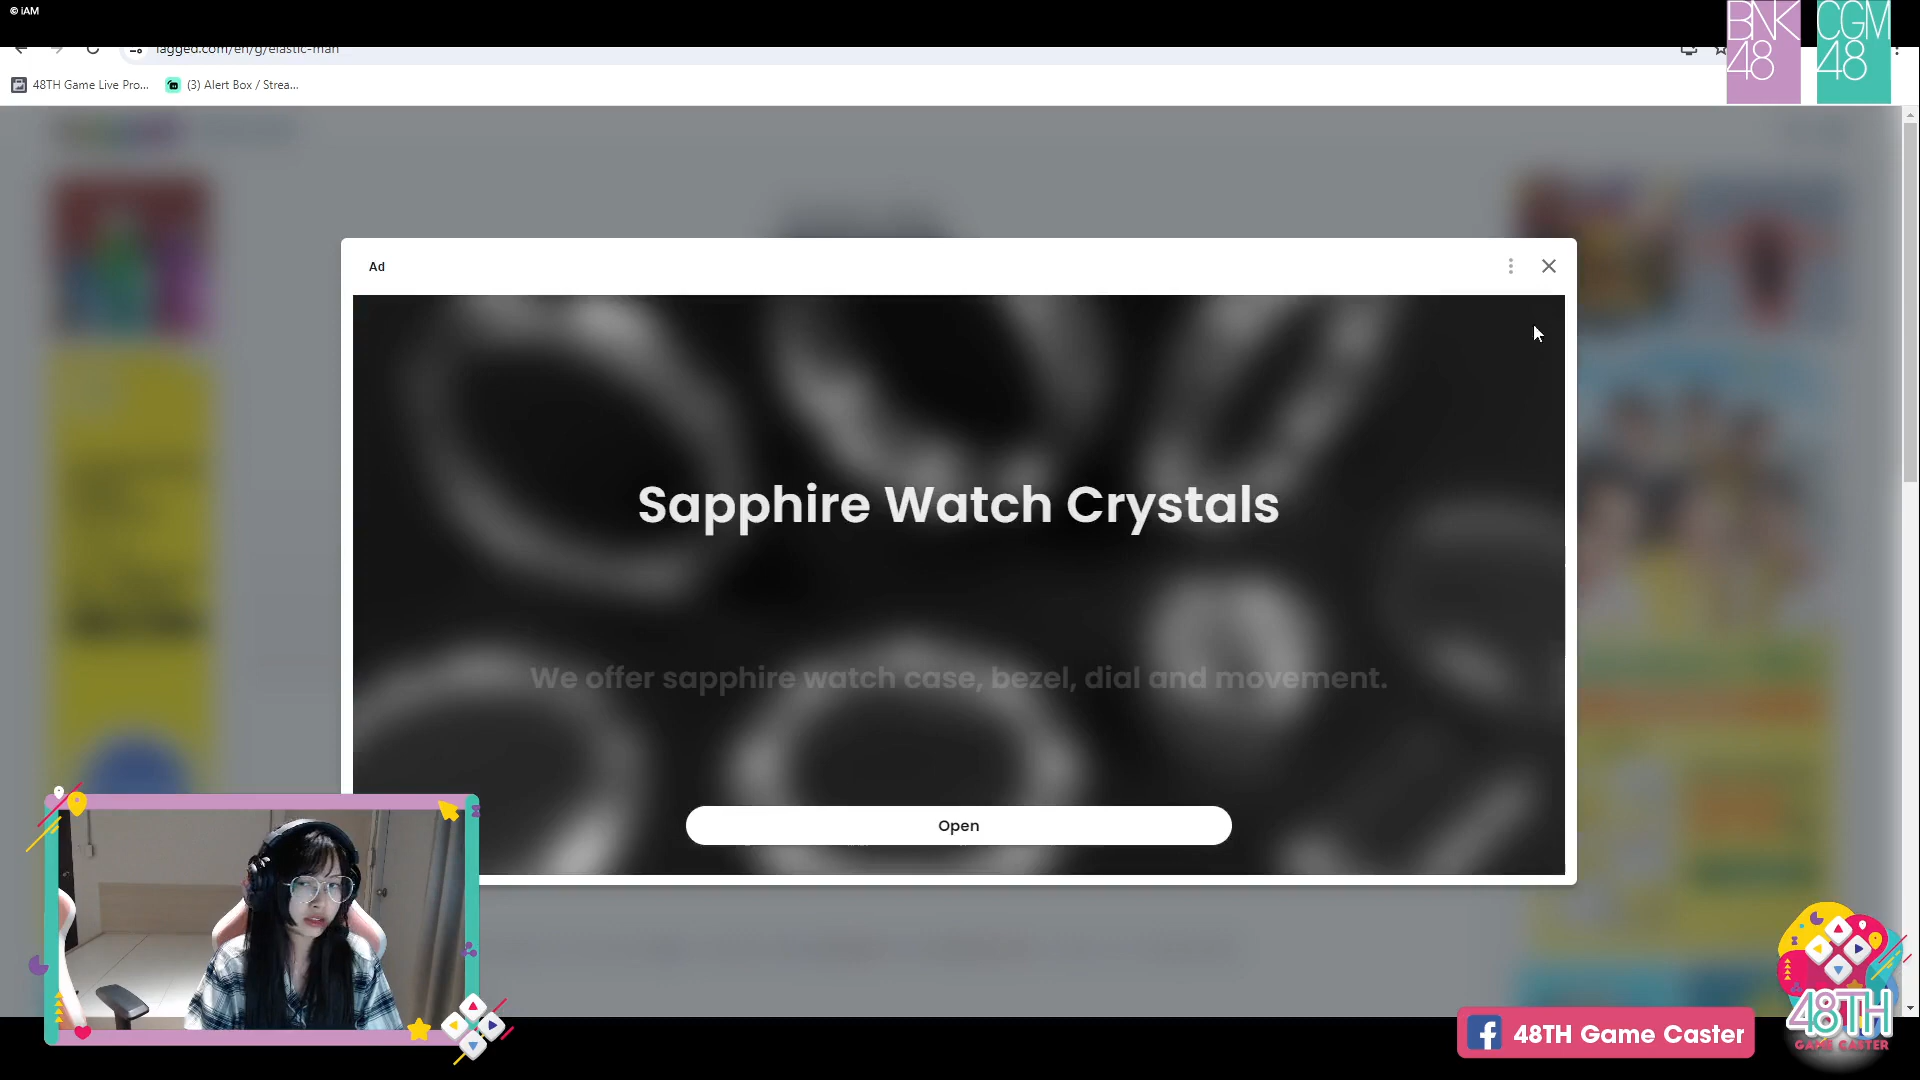 © iAM
lagged.com/en/g/elastic-man
48TH Game Live Pro...
(3) Alert Box / Strea...
BNK
48
CGM
48
Ad
Sapphire Watch Crystals
We offer sapphire watch case, bezel, dial and movement.
Open
48TH Game Caster
48TH
GAME CASTER